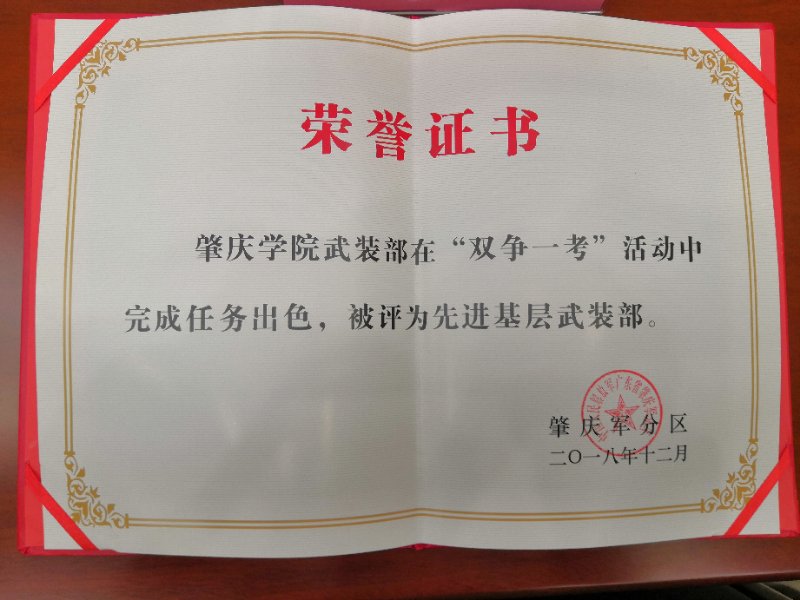 荣誉证书
肇庆学院武装部在“双争一考”活动中
完成任务出色，被评为先进基层武装部。
肇庆军分区
二〇一八年十二月